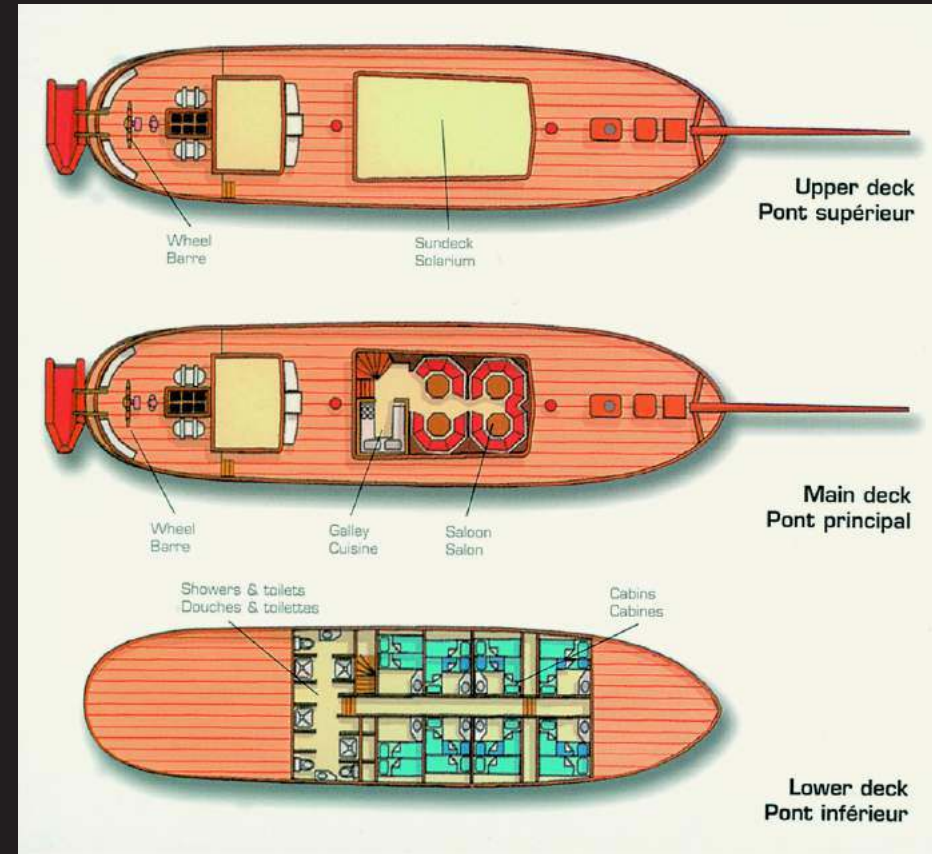 Upper deck
Pont supérieur
Wheel
Barre
Sundeck
Solarium
Main deck
Pont principal
Wheel
Barre
Galley
Cuisine
Saloon
Salon
Showers & toilets
Douches & toilettes
Cabins
Cabines
Lower deck
Pont inférieur